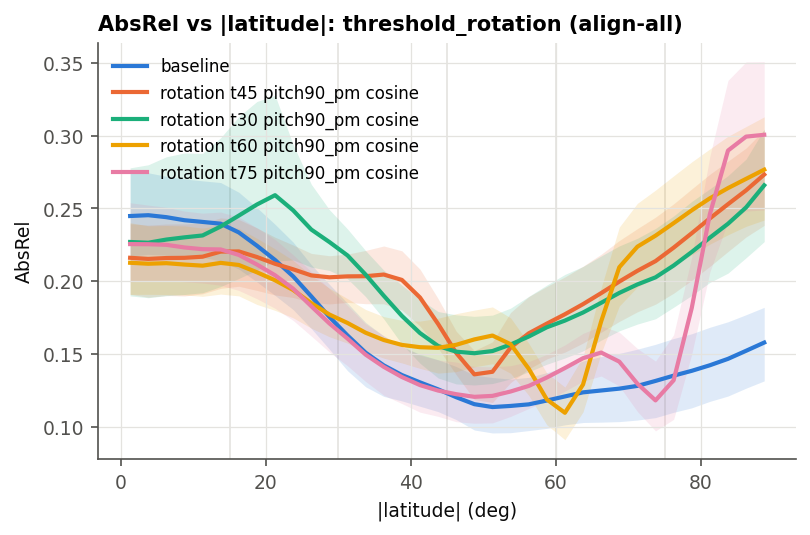 AbsRel vs |latitude|: threshold_rotation (align-all)
baseline
rotation t45 pitch90_pm cosine
rotation t30 pitch90_pm cosine
rotation t60 pitch90_pm cosine
rotation t75 pitch90_pm cosine
0.35
0.30
0.25
0.20
0.15
0.10
AbsRel
0 20 40 60 80
|latitude| (deg)